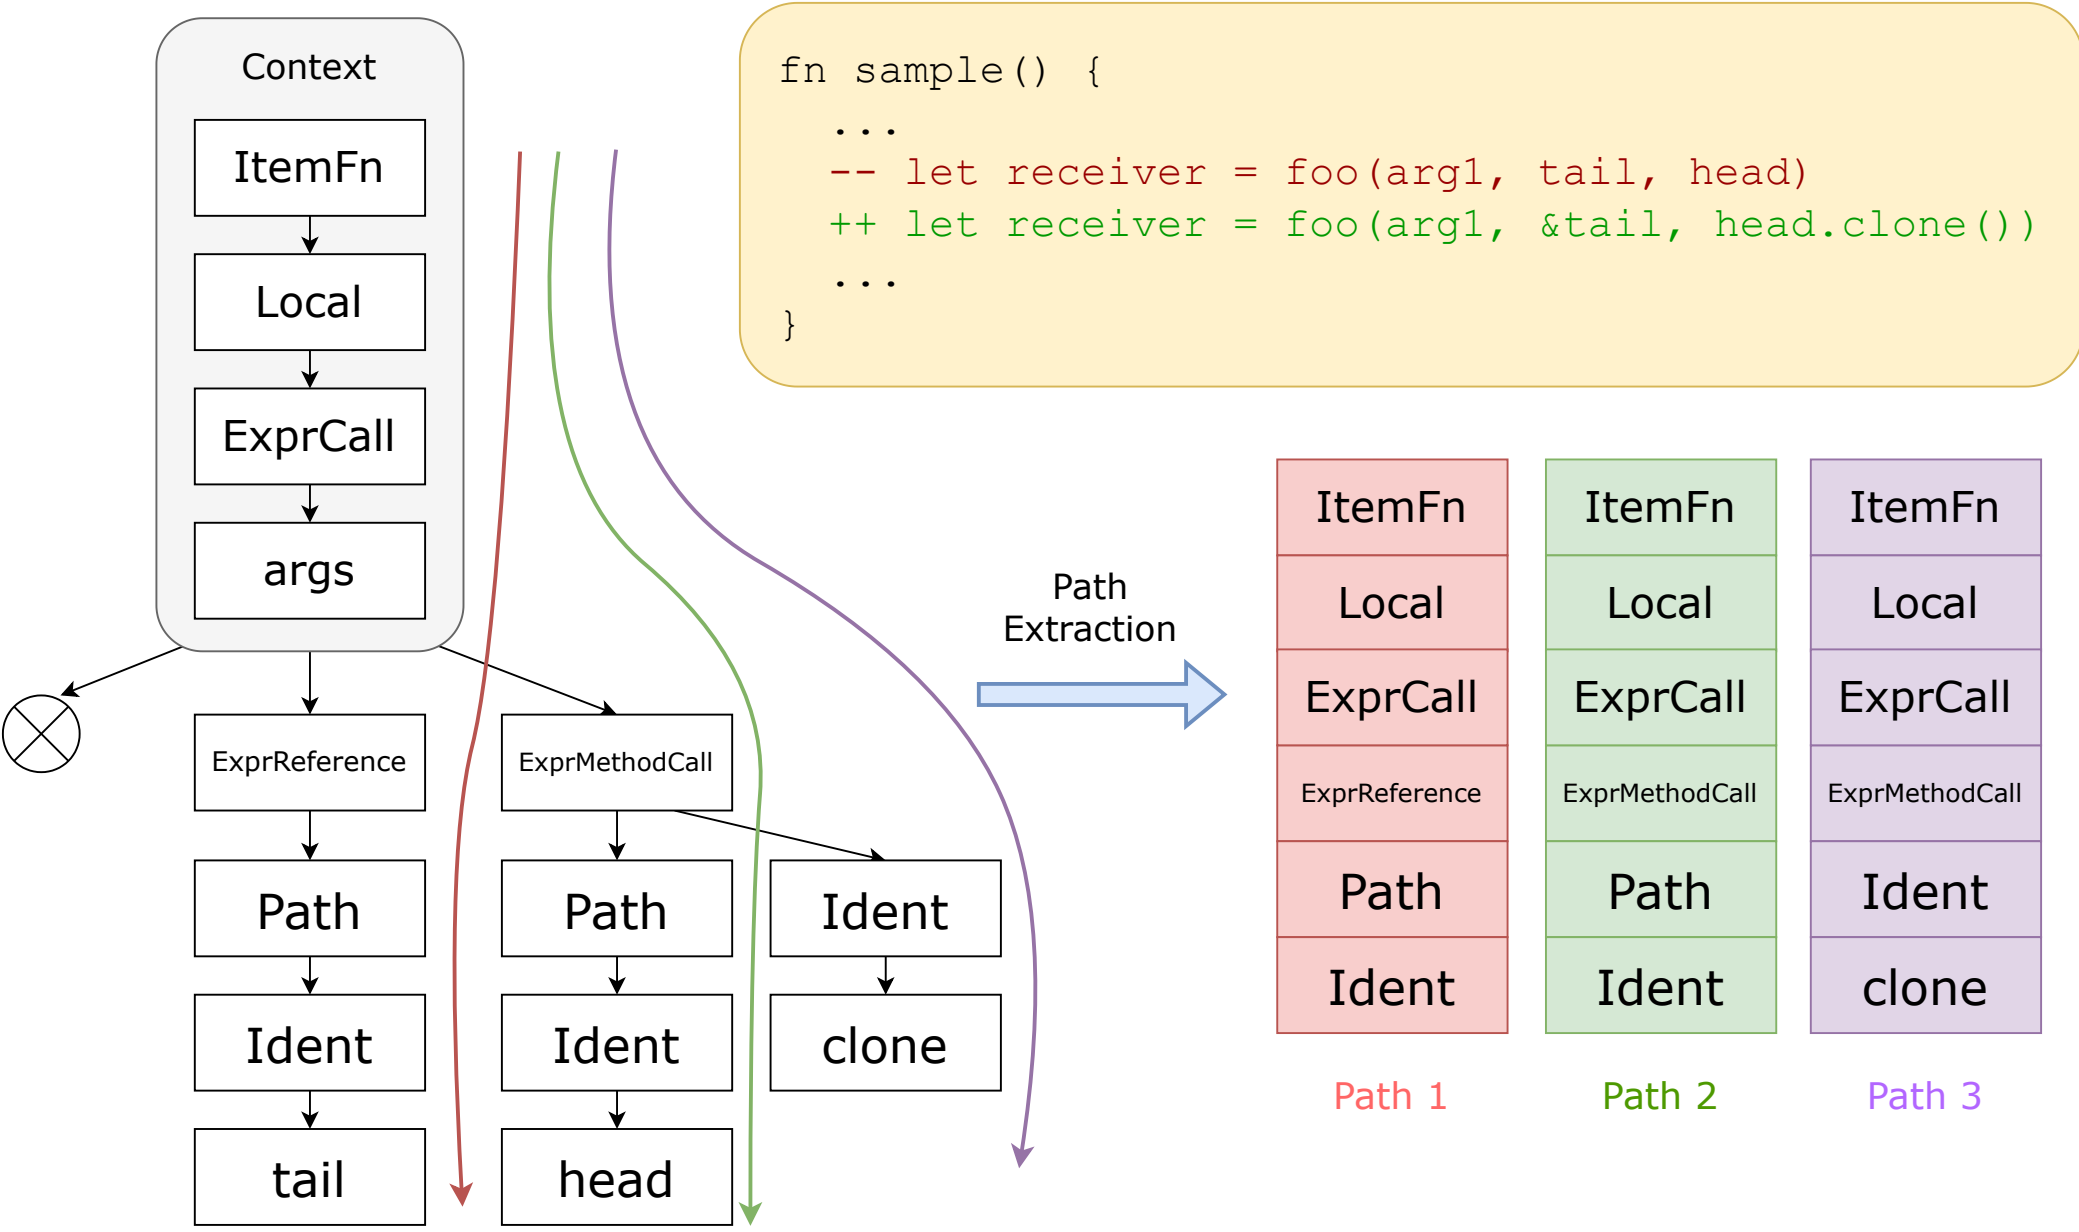 Context
ItemFn
Local
ExprCall
args
ExprReference
ExprMethodCall
Path
Path
Ident
Ident
Ident
clone
tail
head
fn sample() {
...
-- let receiver = foo(arg1, tail, head)
++ let receiver = foo(arg1, &tail, head.clone())
...
}
Path
Extraction
ItemFn
Local
ExprCall
ExprReference
Path
Ident
Path 1
ItemFn
Local
ExprCall
ExprMethodCall
Path
Ident
Path 2
ItemFn
Local
ExprCall
ExprMethodCall
Ident
clone
Path 3